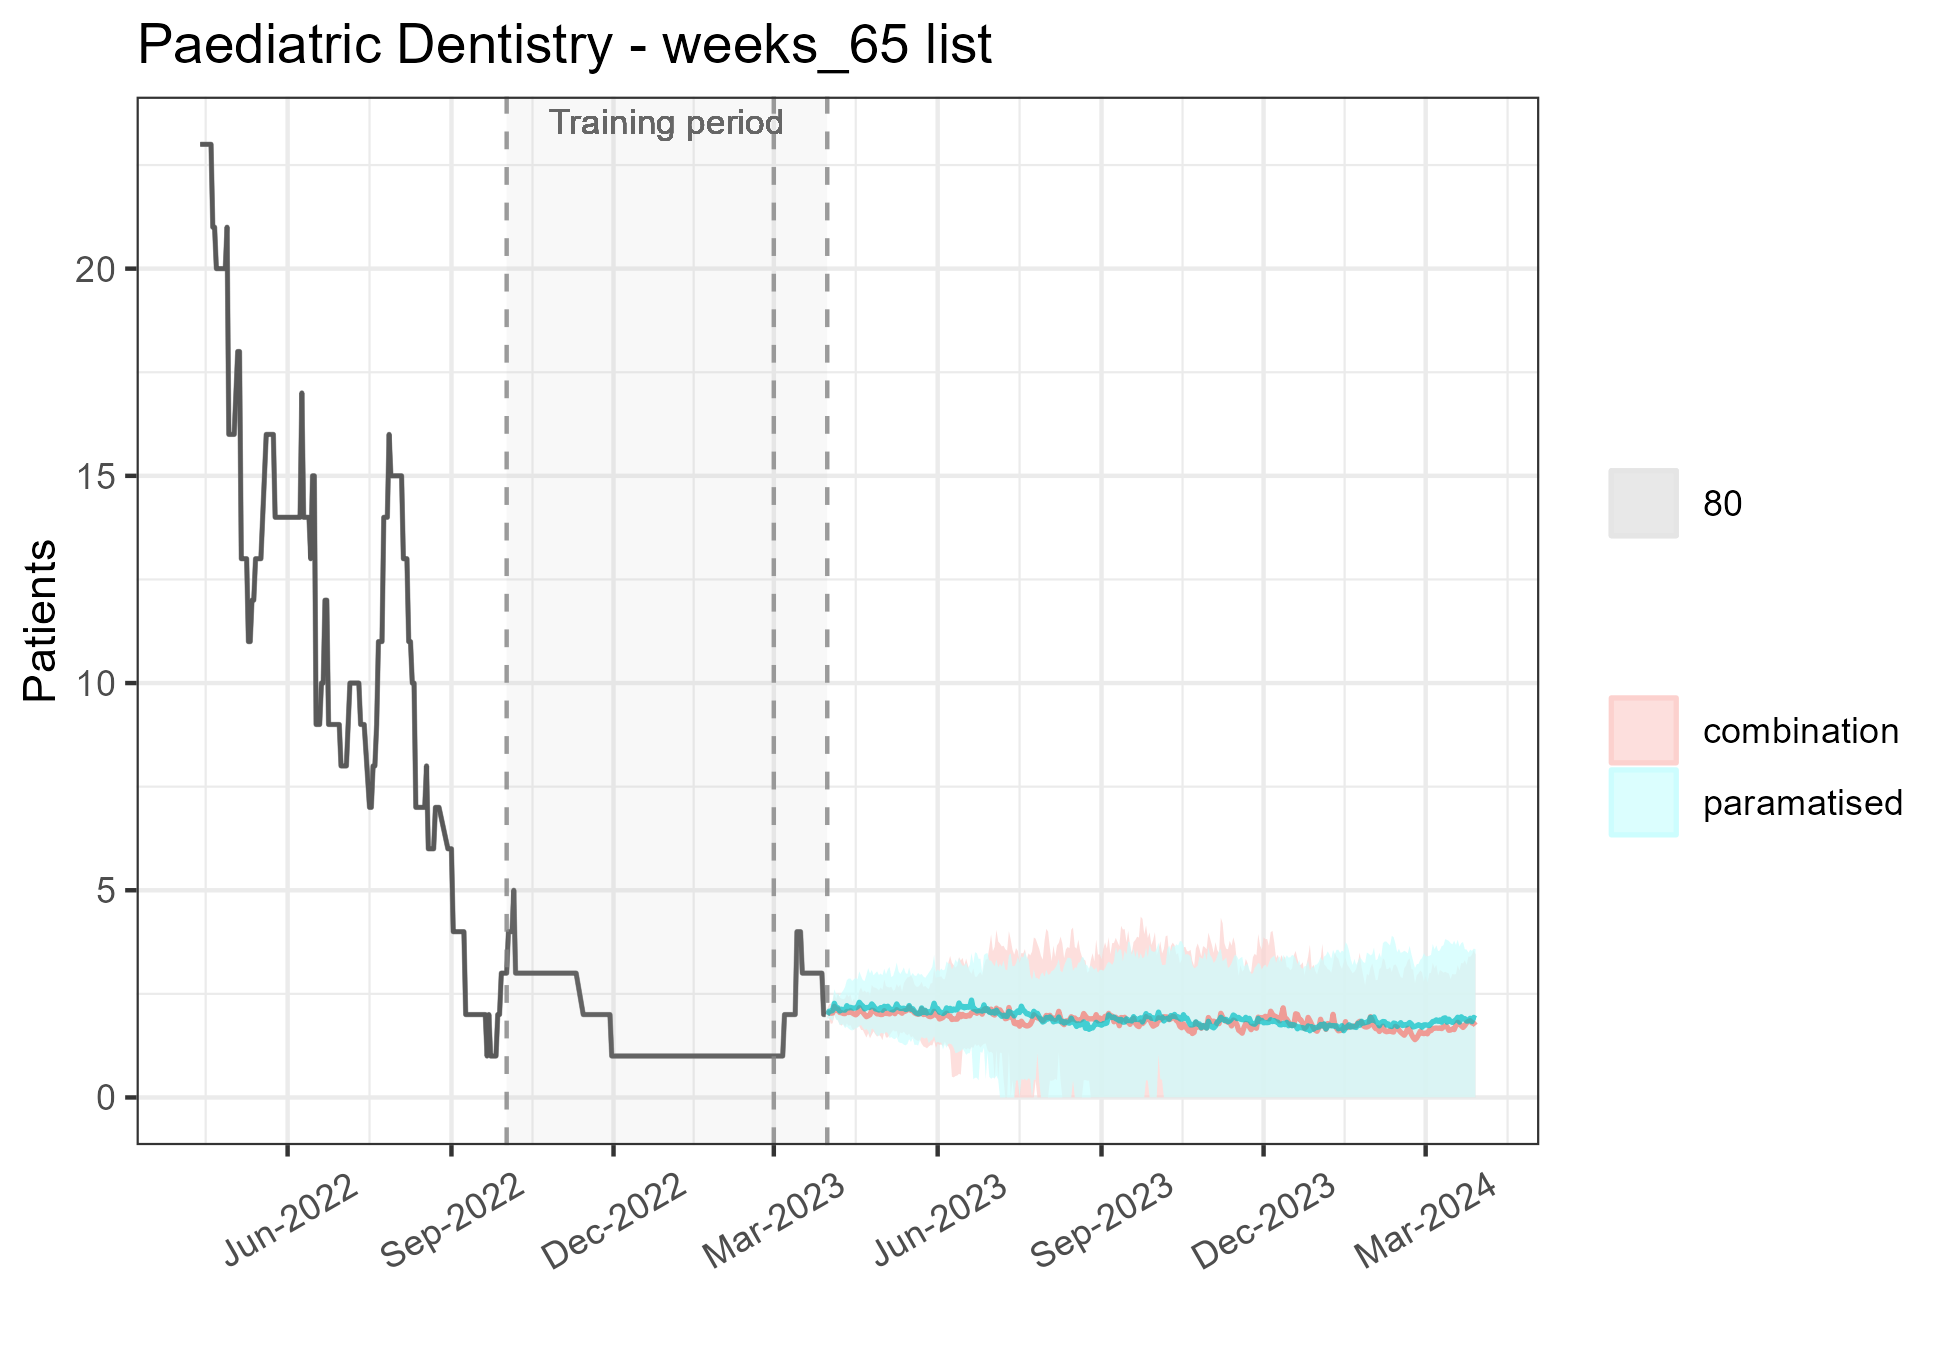 Paediatric Dentistry - weeks_65 list
Training period
Patients
20
15
10
5
0
Jun-2022
Sep-2022
Dec-2022
Mar-2023
Jun-2023
Sep-2023
Dec-2023
Mar-2024
80
combination
paramatised